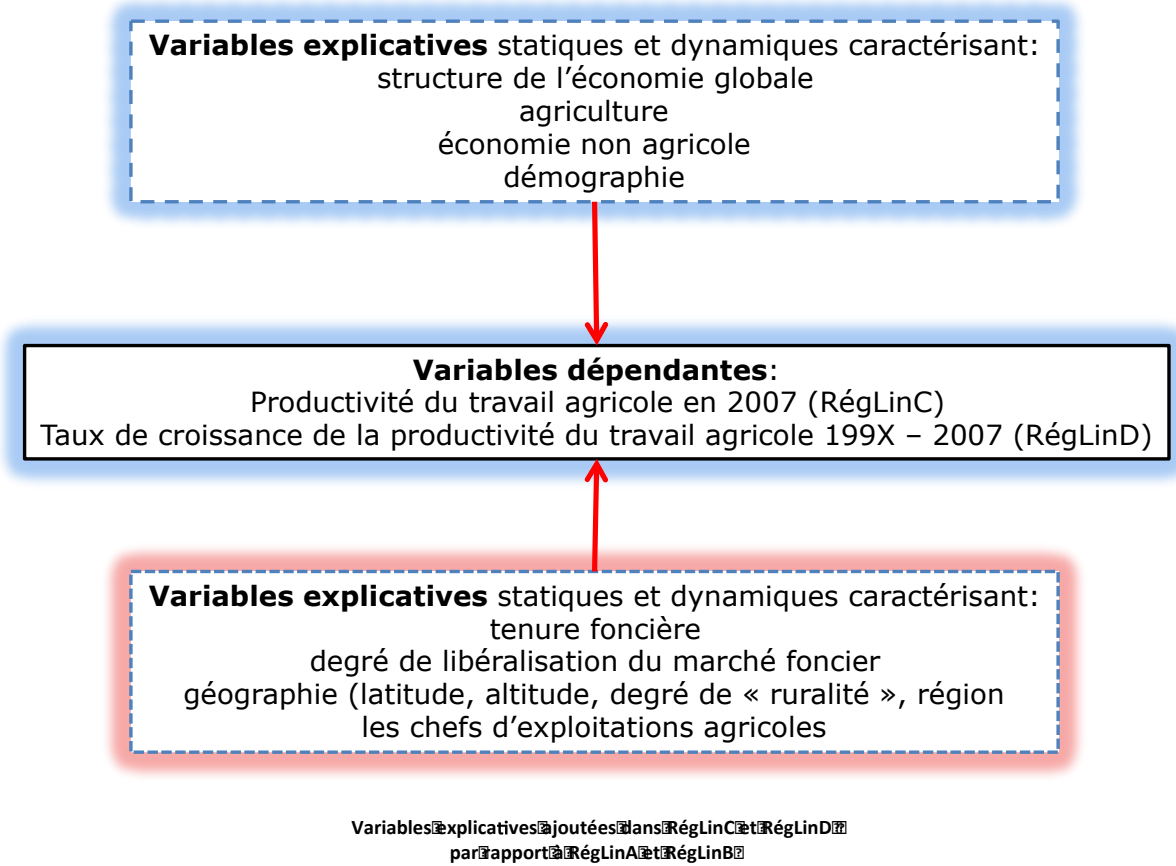 Variables explicatives statiques et dynamiques caractérisant:
structure de l’économie globale
agriculture
économie non agricole
démographie
Variables dépendantes:
Productivité du travail agricole en 2007 (RégLinC)
Taux de croissance de la productivité du travail agricole 199X – 2007 (RégLinD)
Variables explicatives statiques et dynamiques caractérisant:
tenure foncière
degré de libéralisation du marché foncier
géographie (latitude, altitude, degré de « ruralité », région
les chefs d’exploitations agricoles
Variables explicatives ajoutées dans RégLinC et RégLinD
par rapport à RégLinA et RégLinB